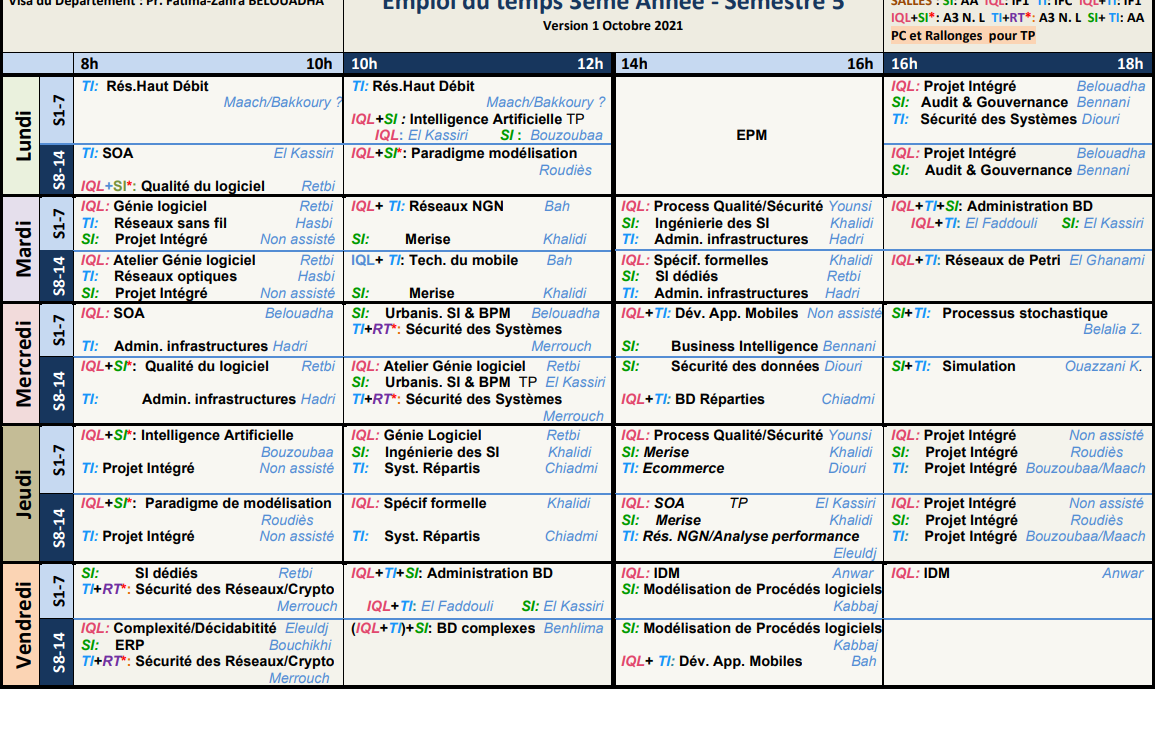 Visa du Département : Pr. Fatima-Zahra BELOUADHA
Emploi du temps 3ème Année - Semestre 5
Version 1 Octobre 2021
SALLES : SI: AA IQL: IF1 TI: IFC IQL+TI: IF1
IQL+SI*: A3 N. L TI+RT*: A3 N. L SI+ TI: AA
PC et Rallonges pour TP
8h 10h 10h 12h 14h 16h 16h 18h
Lundi
S1-7
TI: Rés.Haut Débit
Maach/Bakkoury ?
TI: Rés.Haut Débit
Maach/Bakkoury ?
IQL+SI : Intelligence Artificielle TP
IQL: El Kassiri SI : Bouzoubaa
EPM
IQL: Projet Intégré Belouadha
SI: Audit & Gouvernance Bennani
TI: Sécurité des Systèmes Diouri
S8-14
TI: SOA El Kassiri
IQL+SI*: Qualité du logiciel Retbi
IQL+SI*: Paradigme modélisation
Roudiès
IQL: Projet Intégré Belouadha
SI: Audit & Gouvernance Bennani
Mardi
S1-7
IQL: Génie logiciel Retbi
TI: Réseaux sans fil Hasbi
SI: Projet Intégré Non assisté
IQL+ TI: Réseaux NGN Bah
SI: Merise Khalidi
IQL: Process Qualité/Sécurité Younsi
SI: Ingénierie des SI Khalidi
TI: Admin. infrastructures Hadri
IQL+TI+SI: Administration BD
IQL+TI: El Faddouli SI: El Kassiri
S8-14
IQL: Atelier Génie logiciel Retbi
TI: Réseaux optiques Hasbi
SI: Projet Intégré Non assisté
IQL+ TI: Tech. du mobile Bah
SI: Merise Khalidi
IQL: Spécif. formelles Khalidi
SI: SI dédiés Retbi
TI: Admin. infrastructures Hadri
IQL+TI: Réseaux de Petri El Ghanami
Mercredi
S1-7
IQL: SOA Belouadha
TI: Admin. infrastructures Hadri
SI: Urbanis. SI & BPM Belouadha
TI+RT*: Sécurité des Systèmes
Merrouch
IQL+TI: Dév. App. Mobiles Non assisté
SI: Business Intelligence Bennani
SI+TI: Processus stochastique
Belalia Z.
S8-14
IQL+SI*: Qualité du logiciel Retbi
TI: Admin. infrastructures Hadri
IQL: Atelier Génie logiciel Retbi
SI: Urbanis. SI & BPM TP El Kassiri
TI+RT*: Sécurité des Systèmes
Merrouch
SI: Sécurité des données Diouri
IQL+TI: BD Réparties Chiadmi
SI+TI: Simulation Ouazzani K.
Jeudi
S1-7
IQL+SI*: Intelligence Artificielle
Bouzoubaa
TI: Projet Intégré Non assisté
IQL: Génie Logiciel Retbi
SI: Ingénierie des SI Khalidi
TI: Syst. Répartis Chiadmi
IQL: Process Qualité/Sécurité Younsi
SI: Merise Khalidi
TI: Ecommerce Diouri
IQL: Projet Intégré Non assisté
SI: Projet Intégré Roudiès
TI: Projet Intégré Bouzoubaa/Maach
S8-14
IQL+SI*: Paradigme de modélisation
Roudiès
TI: Projet Intégré Non assisté
IQL: Spécif formelle Khalidi
TI: Syst. Répartis Chiadmi
IQL: SOA TP El Kassiri
SI: Merise Khalidi
TI: Rés. NGN/Analyse performance
Eleuldj
IQL: Projet Intégré Non assisté
SI: Projet Intégré Roudiès
TI: Projet Intégré Bouzoubaa/Maach
Vendredi
S1-7
SI: SI dédiés Retbi
TI+RT*: Sécurité des Réseaux/Crypto
Merrouch
IQL+TI+SI: Administration BD
IQL+TI: El Faddouli SI: El Kassiri
IQL: IDM Anwar
SI: Modélisation de Procédés logiciels
Kabbaj
IQL: IDM Anwar
S8-14
IQL: Complexité/Décidabitité Eleuldj
SI: ERP Bouchikhi
TI+RT*: Sécurité des Réseaux/Crypto
Merrouch
(IQL+TI)+SI: BD complexes Benhlima
SI: Modélisation de Procédés logiciels
Kabbaj
IQL+ TI: Dév. App. Mobiles Bah